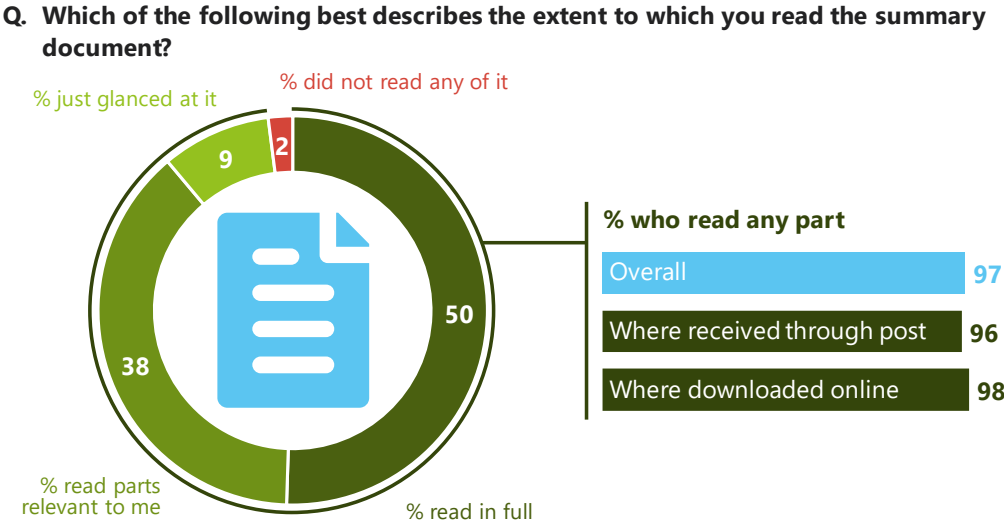 Q. Which of the following best describes the extent to which you read the summary
document?
% did not read any of it
% just glanced at it
2
9
% who read any part
Overall 97
50
Where received through post 96
38
Where downloaded online 98
% read parts
relevant to me
% read in full